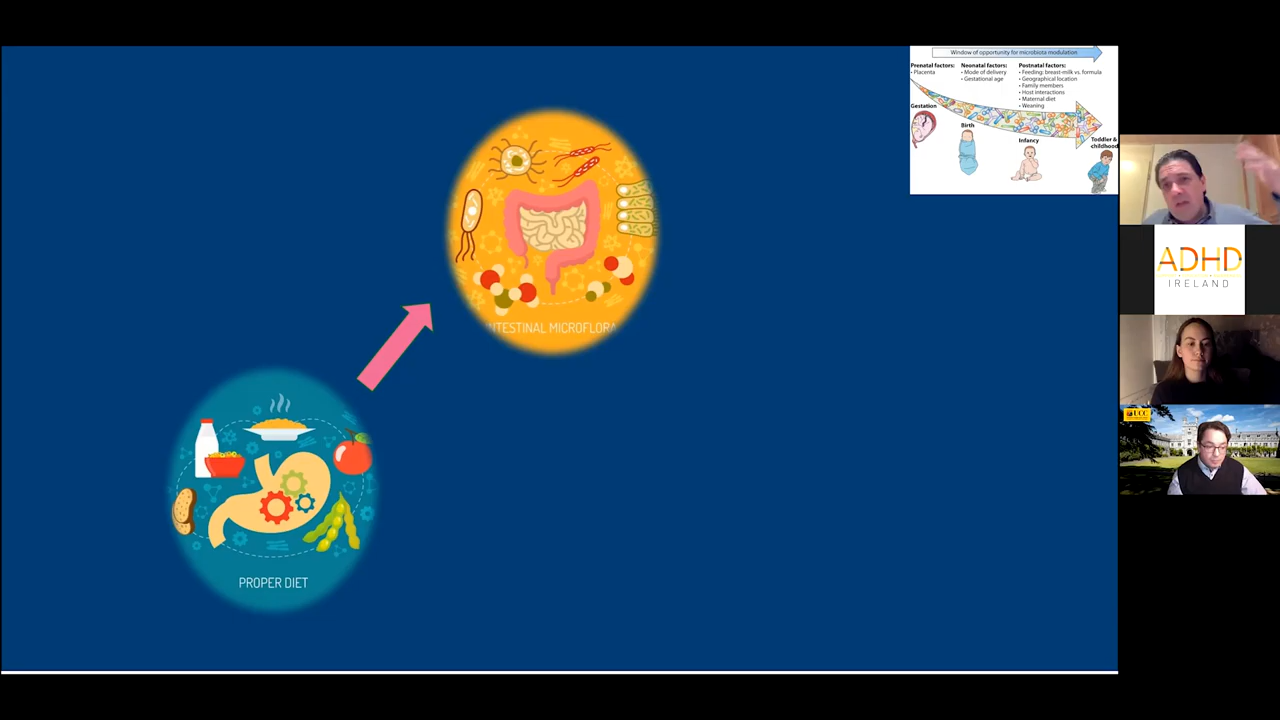 Window of opportunity for microbiota modulation
Prenatal factors:
• Placenta
Neonatal factors:
• Mode of delivery
• Gestational age
Postnatal factors:
• Feeding: breast-milk vs. formula
• Geographical location
• Family members
• Host interactions
• Maternal diet
• Weaning
Gestation
Birth
Infancy
Toddler &
childhood
INTESTINAL MICROFLORA
PROPER DIET
ADHD
IRELAND
UCC